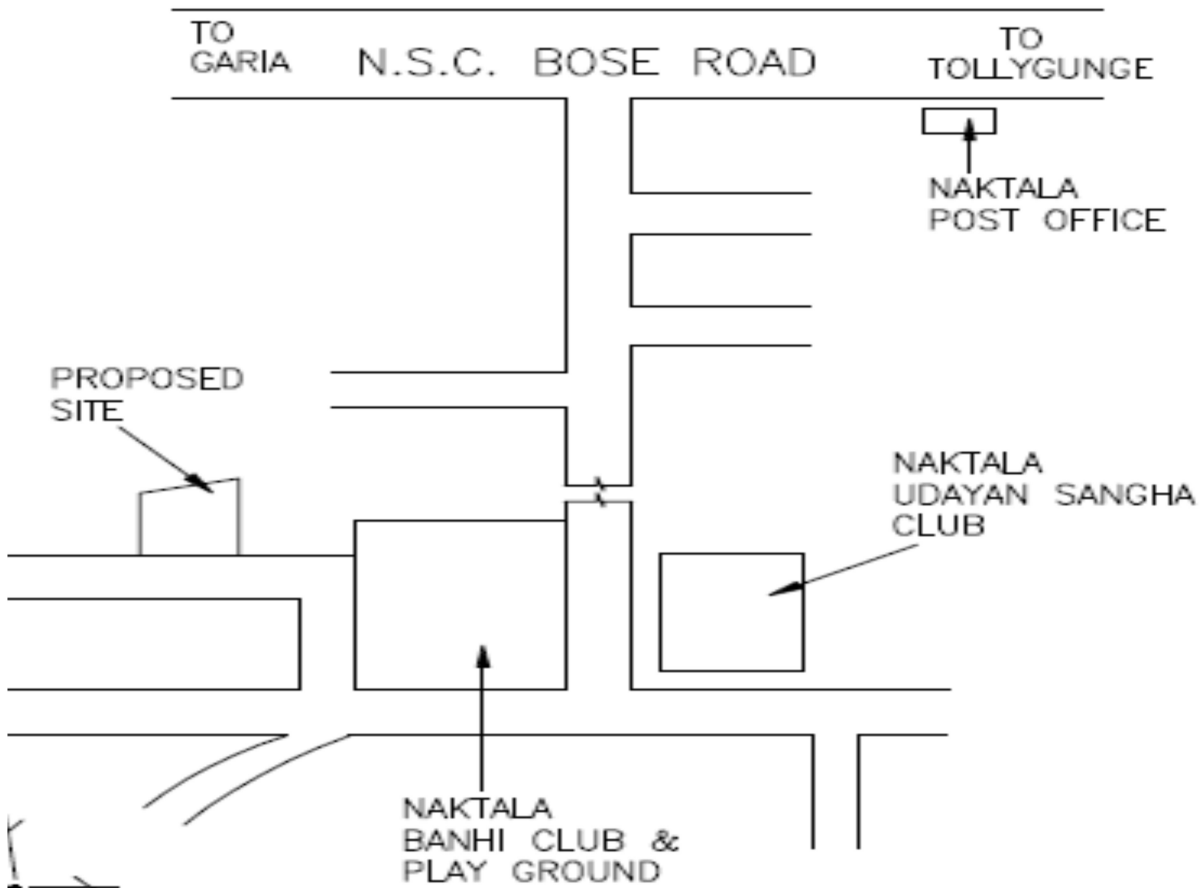 TO
GARIA
N.S.C. BOSE ROAD
TO
TOLLYGUNGE
NAKTALA
POST OFFICE
PROPOSED
SITE
NAKTALA
UDAYAN SANGHA
CLUB
NAKTALA
BANHI CLUB &
PLAY GROUND